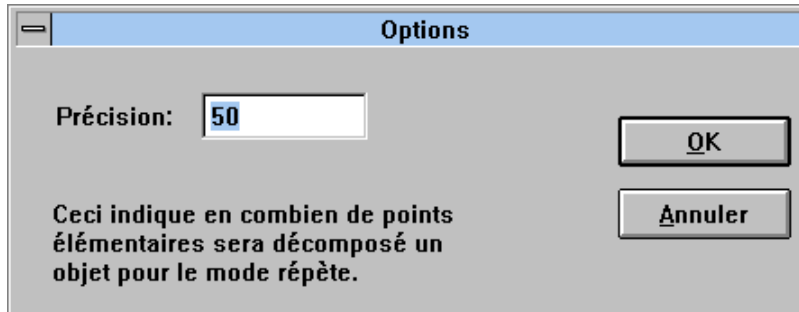 Options
Précision: 50
OK
Annuler
Ceci indique en combien de points
élémentaires sera décomposé un
objet pour le mode répète.